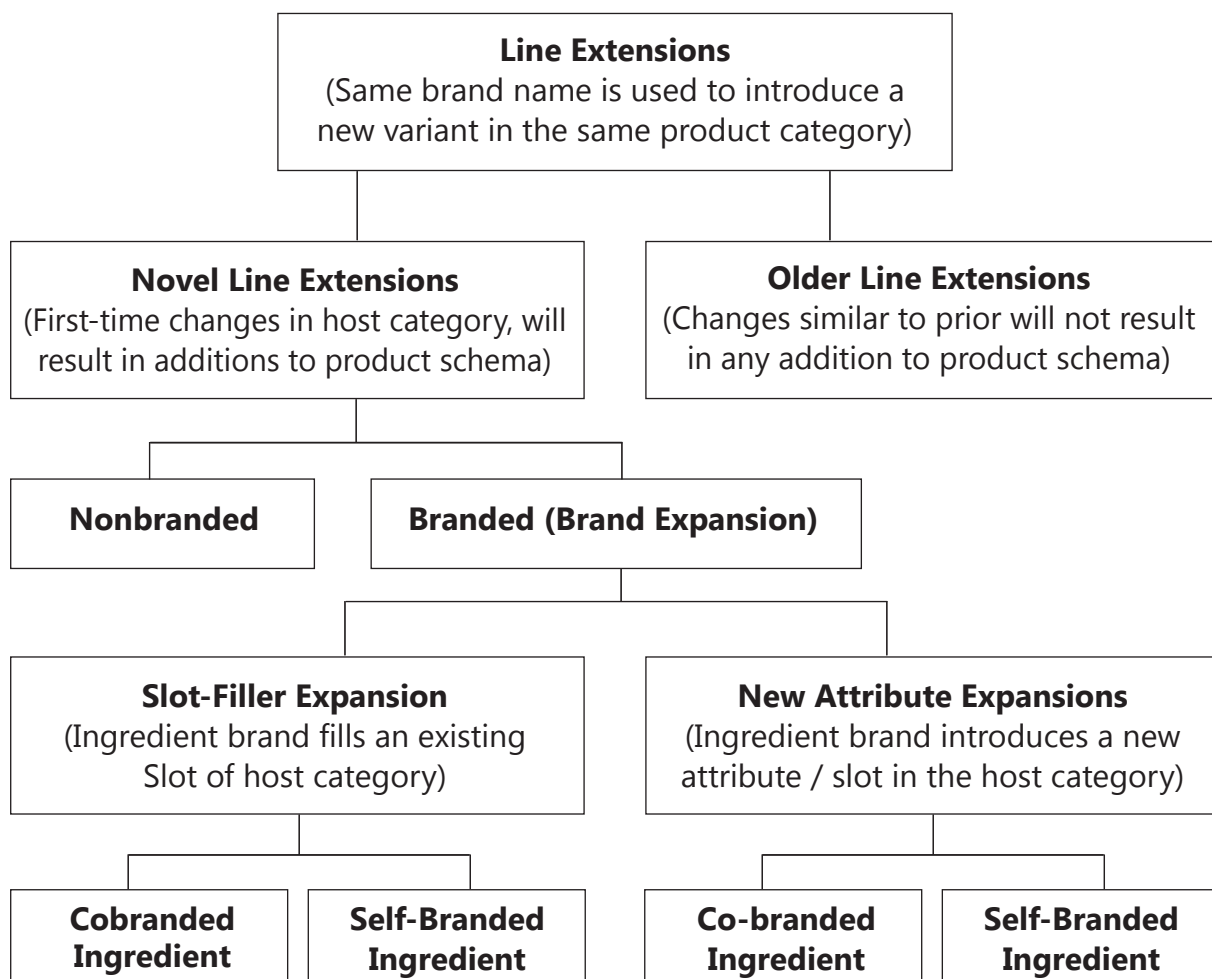 Line Extensions
(Same brand name is used to introduce a
new variant in the same product category)
Novel Line Extensions
(First-time changes in host category, will
result in additions to product schema)
Older Line Extensions
(Changes similar to prior will not result
in any addition to product schema)
Nonbranded
Branded (Brand Expansion)
Slot-Filler Expansion
(Ingredient brand fills an existing
Slot of host category)
New Attribute Expansions
(Ingredient brand introduces a new
attribute / slot in the host category)
Cobranded
Ingredient
Self-Branded
Ingredient
Co-branded
Ingredient
Self-Branded
Ingredient